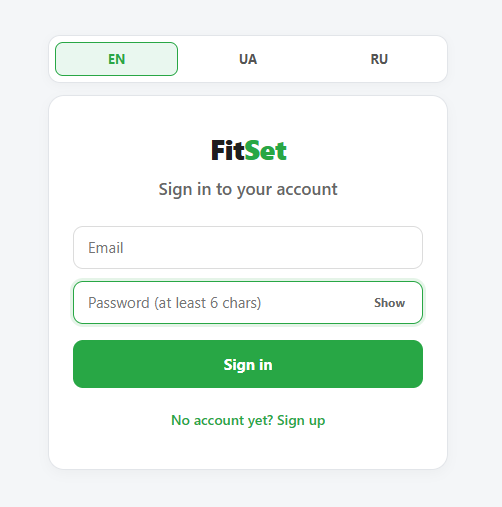 EN UA RU
FitSet
Sign in to your account
Email
Password (at least 6 chars) Show
Sign in
No account yet? Sign up